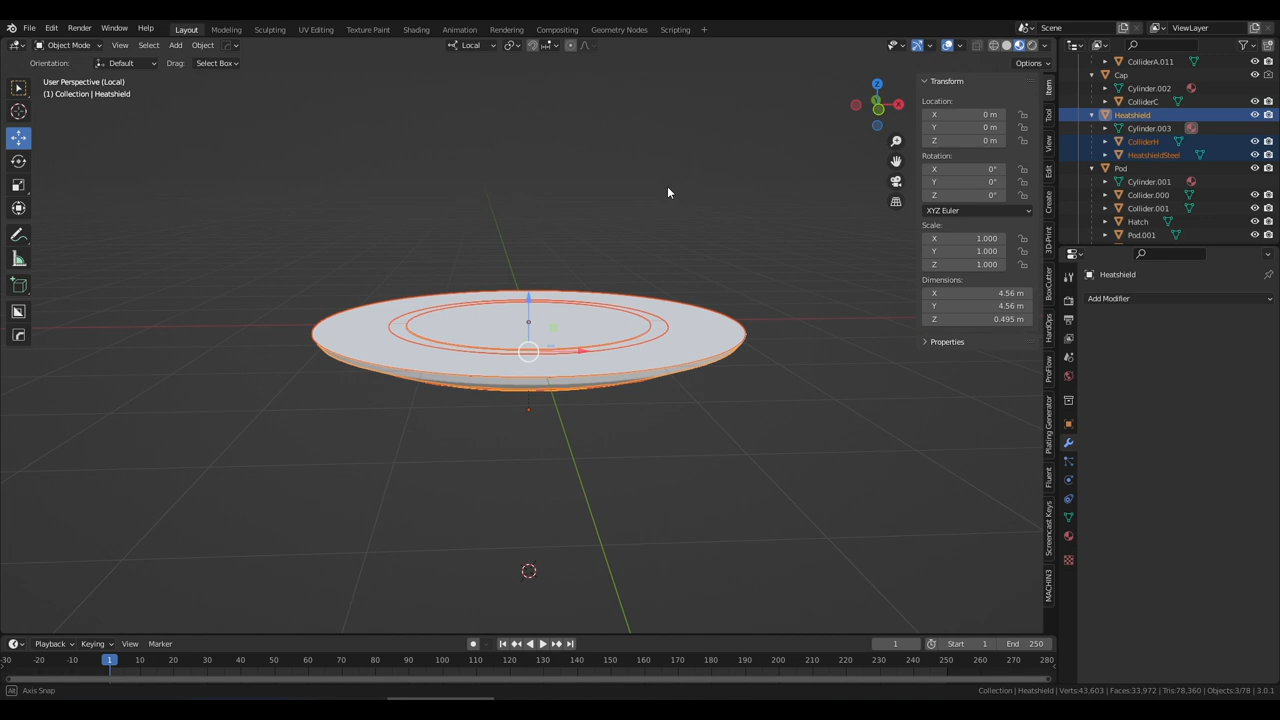 File Edit Render Window Help Layout Modeling Sculpting UV Editing Texture Paint Shading Animation Rendering Compositing Geometry Nodes Scripting + Scene ViewLayer
Object Mode View Select Add Object Local
Orientation: Default Drag: Select Box Options
User Perspective (Local)
(1) Collection | Heatshield
Z
X
Y
Transform
Location:
X 0 m
Y 0 m
Z 0 m
Rotation:
X 0°
Y 0°
Z 0°
XYZ Euler
Scale:
X 1.000
Y 1.000
Z 1.000
Dimensions:
X 4.56 m
Y 4.56 m
Z 0.495 m
Properties
Item
Tool
View
Edit
Create
3D-Print
BoxCutter
HardOps
ProFlow
Plating Generator
Fluent
Screencast Keys
MACHIN3
ColliderA.011
Cap
Cylinder.002
ColliderC
Heatshield
Cylinder.003
ColliderH
HeatshieldSteel
Pod
Cylinder.001
Collider.000
Collider.001
Hatch
Pod.001
Heatshield
Add Modifier
Playback Keying View Marker 1 Start 1 End 250
-30 -20 -10 1 10 20 30 40 50 60 70 80 90 100 110 120 130 140 150 160 170 180 190 200 210 220 230 240 250 260 270 280
Alt Axis Snap Collection | Heatshield | Verts:43,603 | Faces:33,972 | Tris:78,360 | Objects:3/78 | 3.0.1